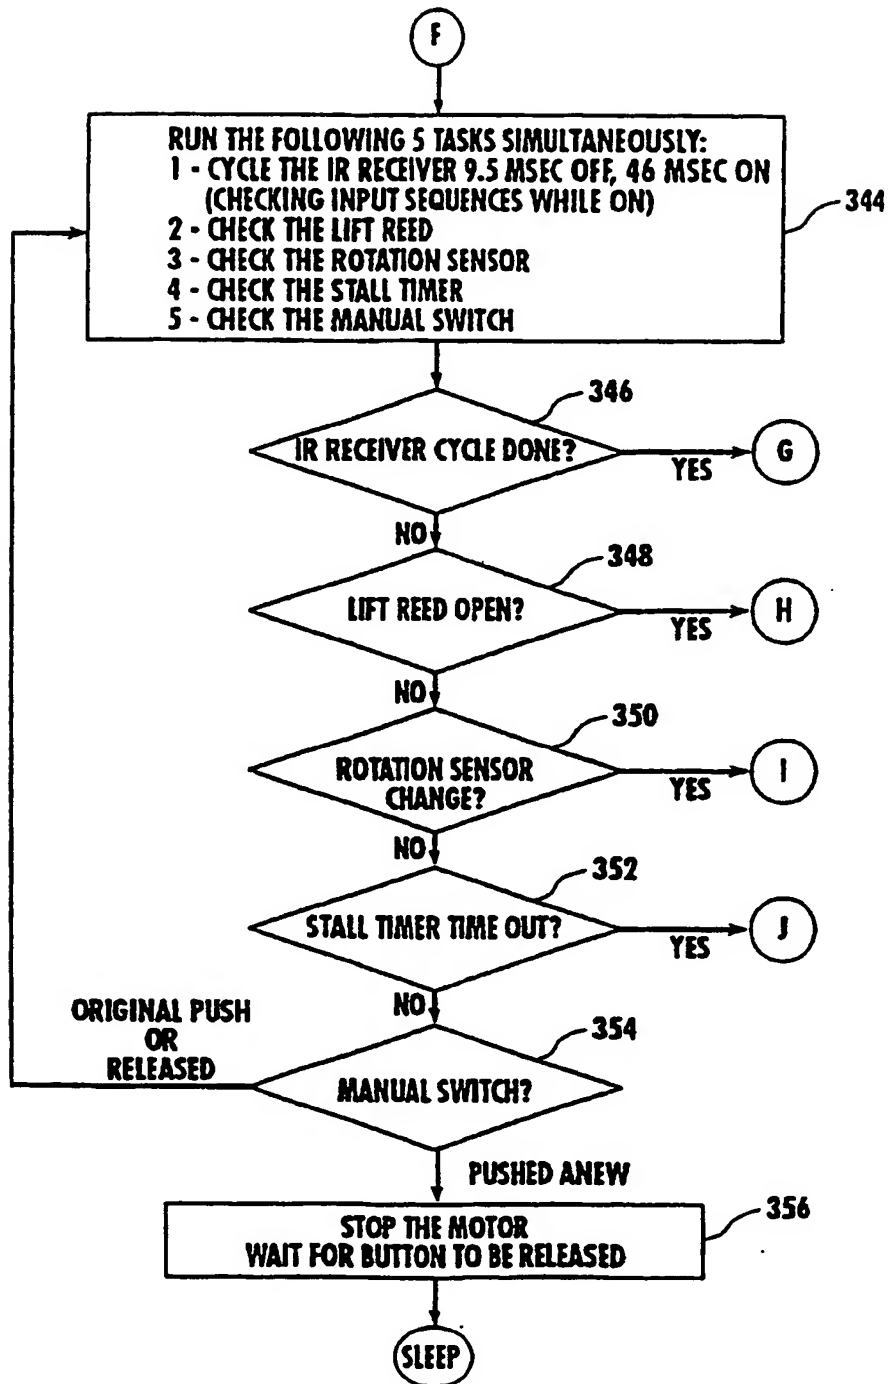 F
RUN THE FOLLOWING 5 TASKS SIMULTANEOUSLY:
1 - CYCLE THE IR RECEIVER 9.5 MSEC OFF, 46 MSEC ON
(CHECKING INPUT SEQUENCES WHILE ON)
2 - CHECK THE LIFT REED
3 - CHECK THE ROTATION SENSOR
4 - CHECK THE STALL TIMER
5 - CHECK THE MANUAL SWITCH
344
346
IR RECEIVER CYCLE DONE?
YES
G
NO
348
LIFT REED OPEN?
YES
H
NO
350
ROTATION SENSOR
CHANGE?
YES
I
NO
352
STALL TIMER TIME OUT?
YES
J
NO
ORIGINAL PUSH
OR
RELEASED
354
MANUAL SWITCH?
PUSHED ANEW
356
STOP THE MOTOR
WAIT FOR BUTTON TO BE RELEASED
SLEEP